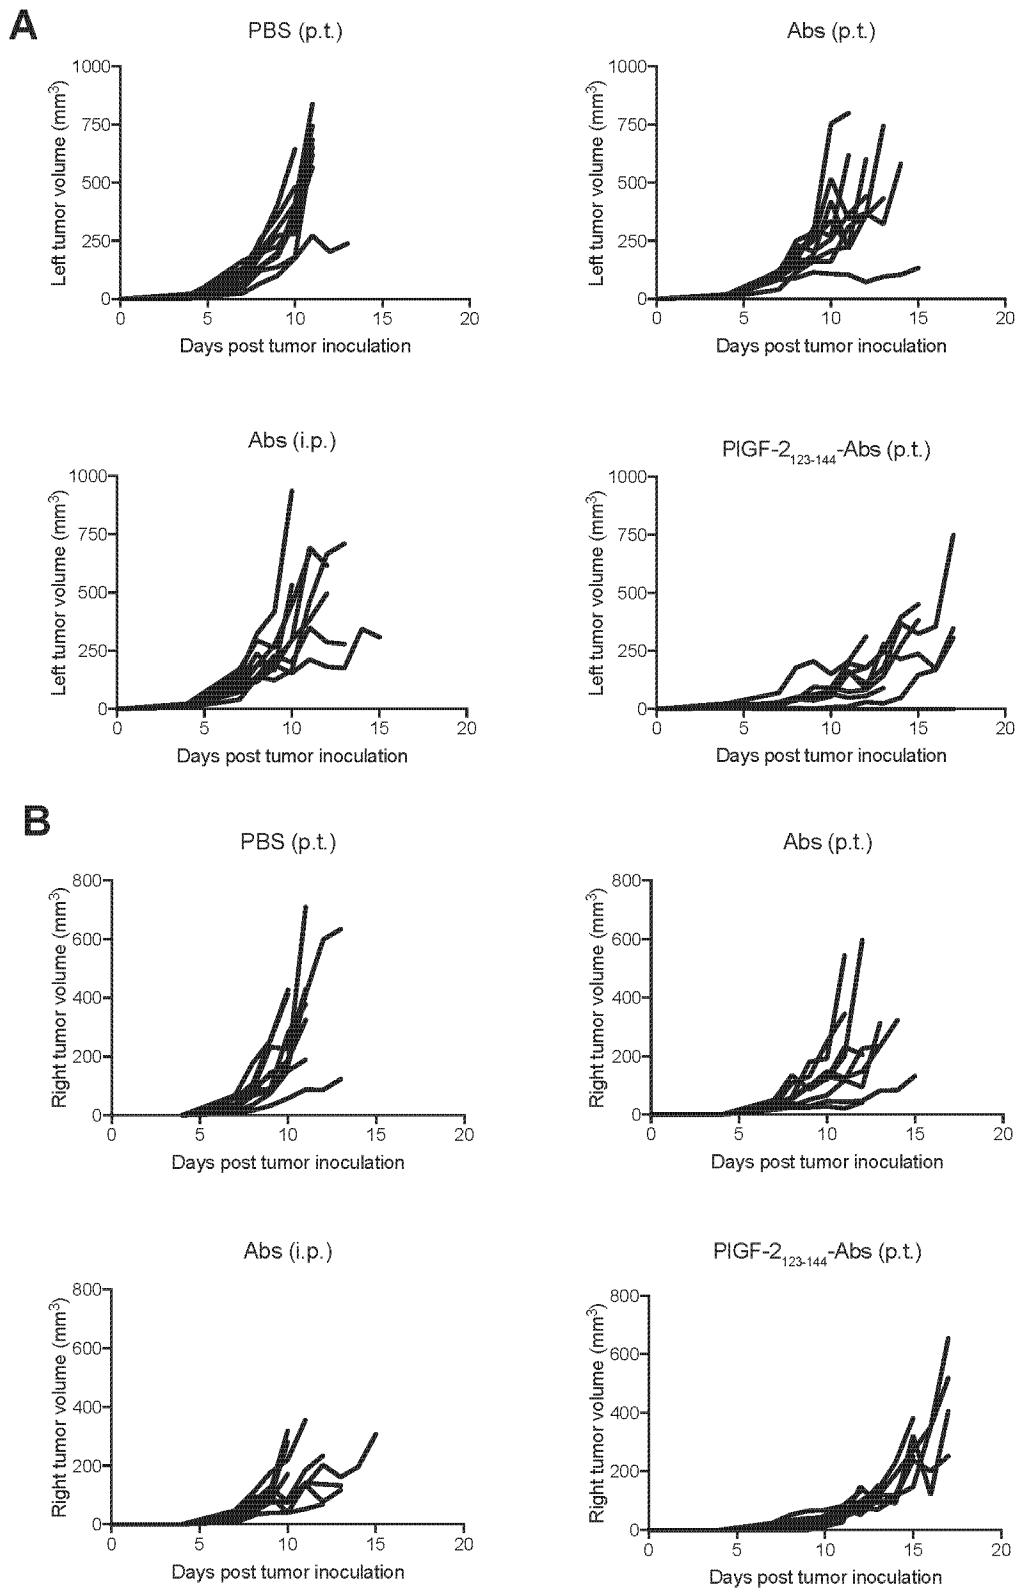 A
PBS (p.t.)
Left tumor volume (mm³)
1000
750
500
250
0
0 5 10 15 20
Days post tumor inoculation
Abs (p.t.)
Left tumor volume (mm³)
1000
750
500
250
0
0 5 10 15 20
Days post tumor inoculation
Abs (i.p.)
Left tumor volume (mm³)
1000
750
500
250
0
0 5 10 15 20
Days post tumor inoculation
PlGF-2₁₂₃₋₁₄₄-Abs (p.t.)
Left tumor volume (mm³)
1000
750
500
250
0
0 5 10 15 20
Days post tumor inoculation
B
PBS (p.t.)
Right tumor volume (mm³)
800
600
400
200
0
0 5 10 15 20
Days post tumor inoculation
Abs (p.t.)
Right tumor volume (mm³)
800
600
400
200
0
0 5 10 15 20
Days post tumor inoculation
Abs (i.p.)
Right tumor volume (mm³)
800
600
400
200
0
0 5 10 15 20
Days post tumor inoculation
PlGF-2₁₂₃₋₁₄₄-Abs (p.t.)
Right tumor volume (mm³)
800
600
400
200
0
0 5 10 15 20
Days post tumor inoculation